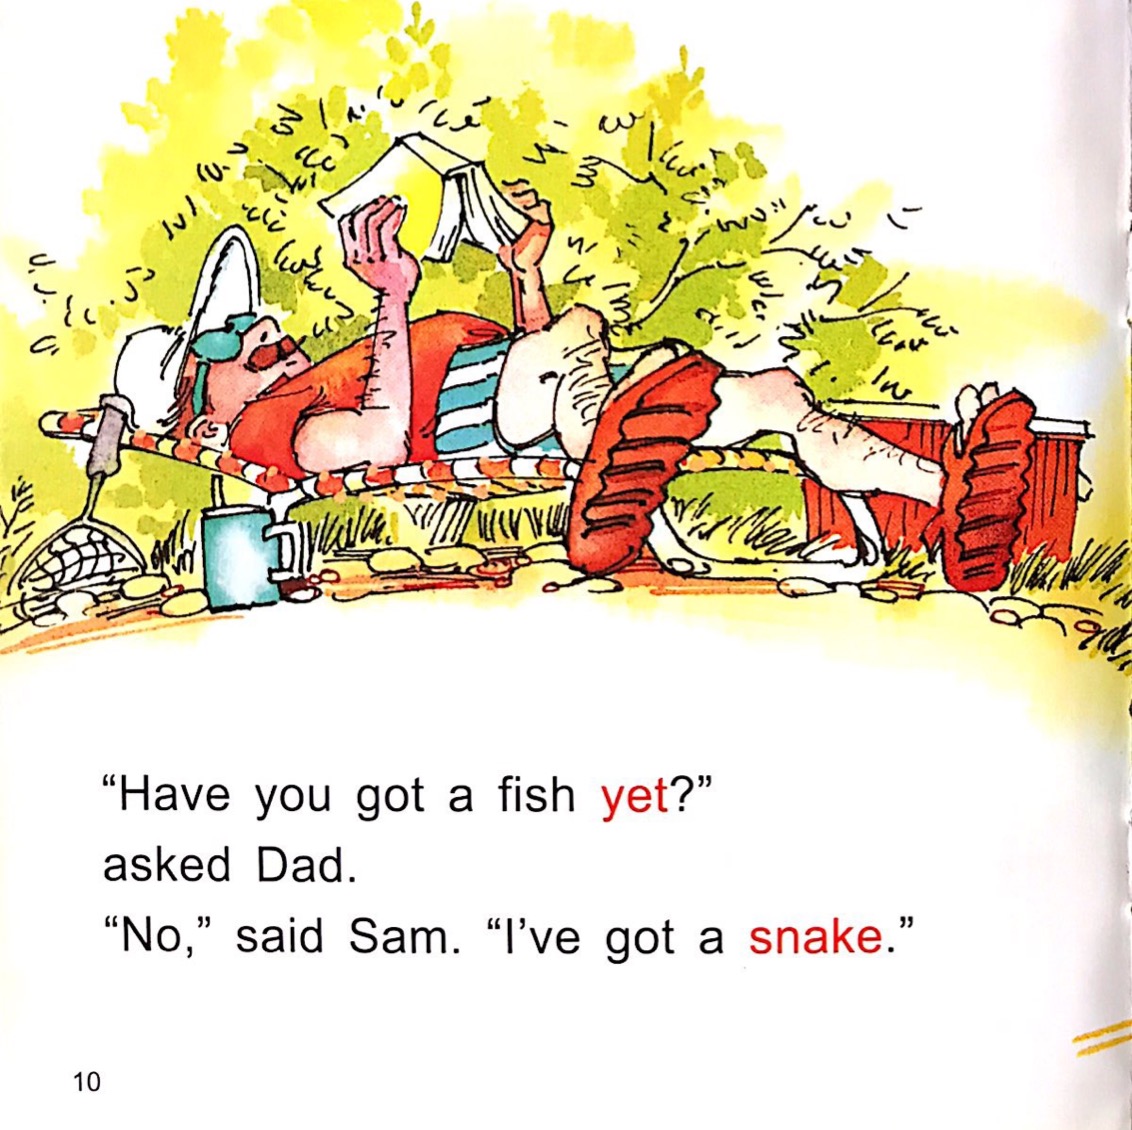 “Have you got a fish yet?”
asked Dad.
“No,” said Sam. “I’ve got a snake.”
10